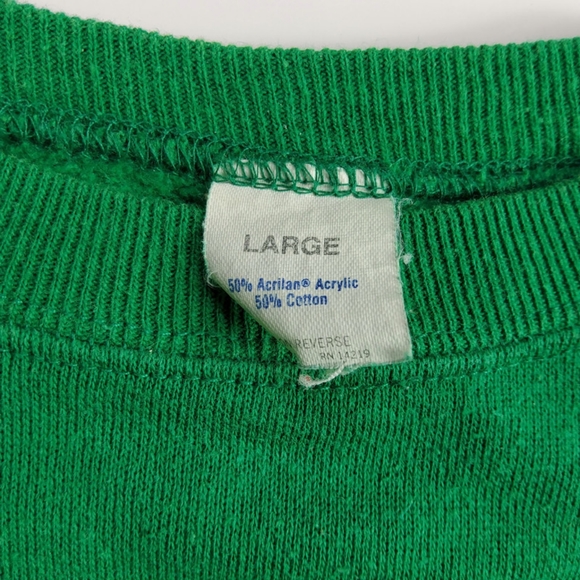 LARGE
50% Acrilan® Acrylic
50% Cotton
REVERSE
RN 14219